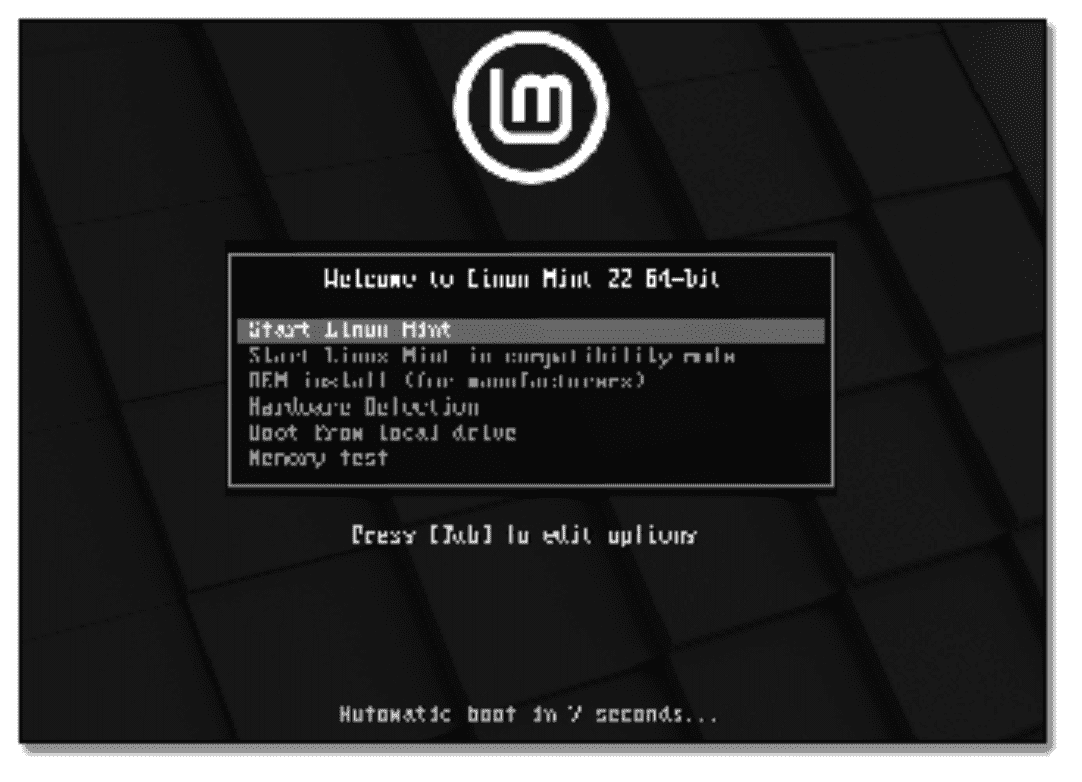 lm
Welcome to Linux Mint 22 64-bit
Start Linux Mint
Start Linux Mint in compatibility mode
OEM install (for manufacturers)
Hardware Detection
Boot from local drive
Memory test
Press [Tab] to edit options
Automatic boot in 7 seconds...